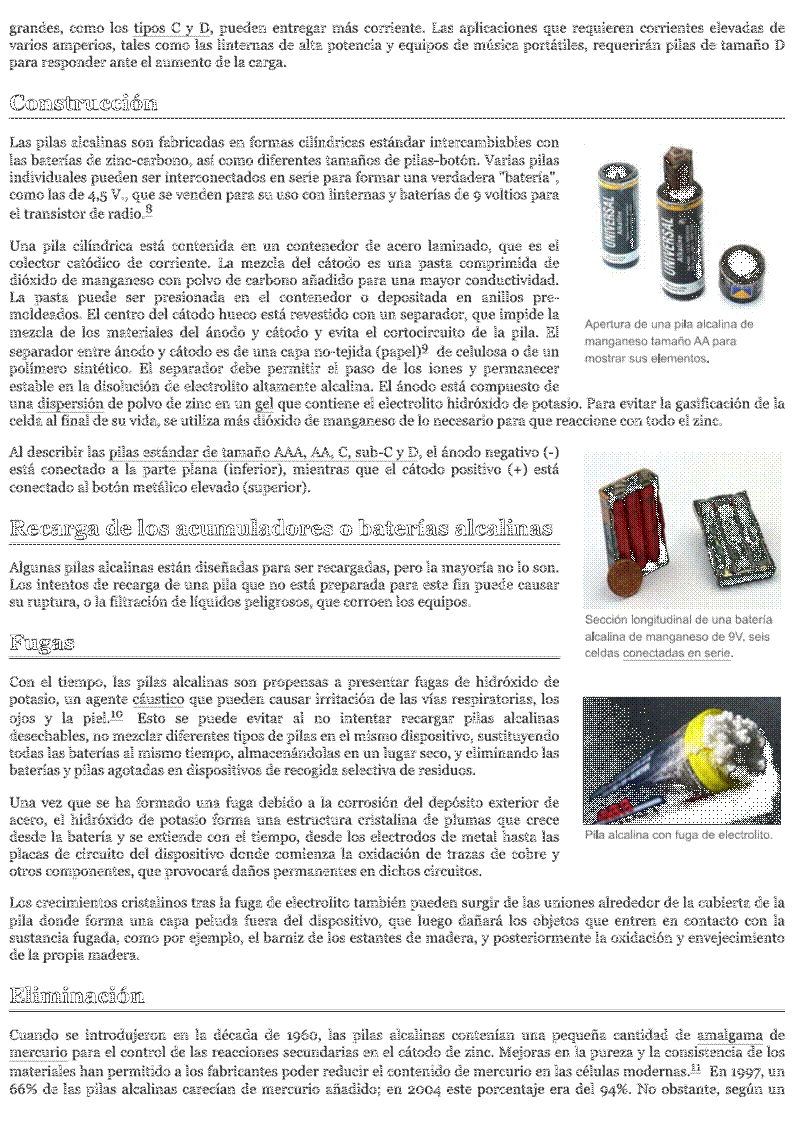 grandes, como los tipos C y D, pueden entregar más corriente. Las aplicaciones que requieren corrientes elevadas de
varios amperios, tales como las linternas de alta potencia y equipos de música portátiles, requerirán pilas de tamaño D
para responder ante el aumento de la carga.
Construcción
Las pilas alcalinas son fabricadas en formas cilíndricas estándar intercambiables con
las baterías de zinc-carbono, así como diferentes tamaños de pilas-botón. Varias pilas
individuales pueden ser interconectados en serie para formar una verdadera "batería",
como las de 4,5 V., que se venden para su uso con linternas y baterías de 9 voltios para
el transistor de radio.8
UNIVERSAL
Alkaline
UNIVERSAL
Alkaline
Apertura de una pila alcalina de
manganeso tamaño AA para
mostrar sus elementos.
Una pila cilíndrica está contenida en un contenedor de acero laminado, que es el
colector catódico de corriente. La mezcla del cátodo es una pasta comprimida de
dióxido de manganeso con polvo de carbono añadido para una mayor conductividad.
La pasta puede ser presionada en el contenedor o depositada en anillos pre-
moldeados. El centro del cátodo hueco está revestido con un separador, que impide la
mezcla de los materiales del ánodo y cátodo y evita el cortocircuito de la pila. El
separador entre ánodo y cátodo es de una capa no-tejida (papel)9 de celulosa o de un
polímero sintético. El separador debe permitir el paso de los iones y permanecer
estable en la disolución de electrolito altamente alcalina. El ánodo está compuesto de
una dispersión de polvo de zinc en un gel que contiene el electrolito hidróxido de potasio. Para evitar la gasificación de la
celda al final de su vida, se utiliza más dióxido de manganeso de lo necesario para que reaccione con todo el zinc.
Al describir las pilas estándar de tamaño AAA, AA, C, sub-C y D, el ánodo negativo (-)
está conectado a la parte plana (inferior), mientras que el cátodo positivo (+) está
conectado al botón metálico elevado (superior).
Recarga de los acumuladores o baterías alcalinas
Algunas pilas alcalinas están diseñadas para ser recargadas, pero la mayoría no lo son.
Los intentos de recarga de una pila que no está preparada para este fin puede causar
su ruptura, o la filtración de líquidos peligrosos, que corroen los equipos.
Sección longitudinal de una batería
alcalina de manganeso de 9V, seis
celdas conectadas en serie.
Fugas
Con el tiempo, las pilas alcalinas son propensas a presentar fugas de hidróxido de
potasio, un agente cáustico que pueden causar irritación de las vías respiratorias, los
ojos y la piel.10 Esto se puede evitar al no intentar recargar pilas alcalinas
desechables, no mezclar diferentes tipos de pilas en el mismo dispositivo, sustituyendo
todas las baterías al mismo tiempo, almacenándolas en un lugar seco, y eliminando las
baterías y pilas agotadas en dispositivos de recogida selectiva de residuos.
Pila alcalina con fuga de electrolito.
Una vez que se ha formado una fuga debido a la corrosión del depósito exterior de
acero, el hidróxido de potasio forma una estructura cristalina de plumas que crece
desde la batería y se extiende con el tiempo, desde los electrodos de metal hasta las
placas de circuito del dispositivo donde comienza la oxidación de trazas de cobre y
otros componentes, que provocará daños permanentes en dichos circuitos.
Los crecimientos cristalinos tras la fuga de electrolito también pueden surgir de las uniones alrededor de la cubierta de la
pila donde forma una capa peluda fuera del dispositivo, que luego dañará los objetos que entren en contacto con la
sustancia fugada, como por ejemplo, el barniz de los estantes de madera, y posteriormente la oxidación y envejecimiento
de la propia madera.
Eliminación
Cuando se introdujeron en la década de 1960, las pilas alcalinas contenían una pequeña cantidad de amalgama de
mercurio para el control de las reacciones secundarias en el cátodo de zinc. Mejoras en la pureza y la consistencia de los
materiales han permitido a los fabricantes poder reducir el contenido de mercurio en las células modernas.11 En 1997, un
66% de las pilas alcalinas carecían de mercurio añadido; en 2004 este porcentaje era del 94%. No obstante, según un